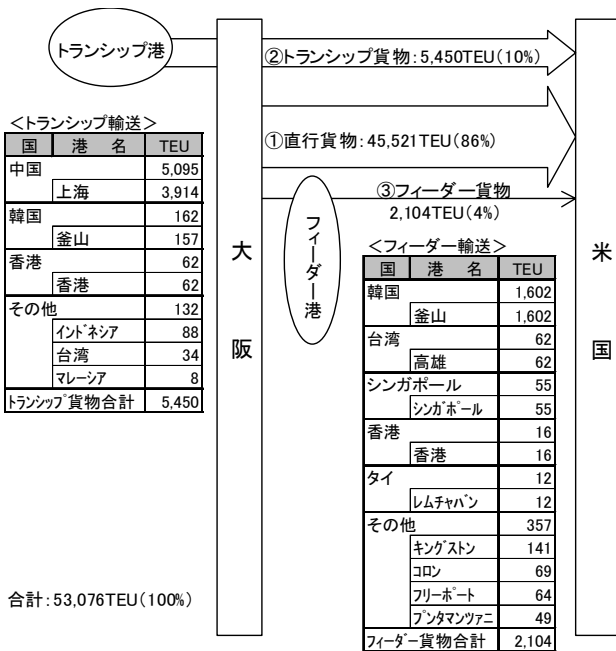 トランシップ港
②トランシップ貨物:5,450TEU(10%)
<トランシップ輸送>
国 港 名 TEU
中国 5,095
上海 3,914
韓国 162
釜山 157
香港 62
香港 62
その他 132
インドネシア 88
台湾 34
マレーシア 8
トランシップ貨物合計 5,450
合計:53,076TEU(100%)
大阪
①直行貨物:45,521TEU(86%)
③フィーダー貨物
2,104TEU(4%)
フィーダー港
<フィーダー輸送>
国 港 名 TEU
韓国 1,602
釜山 1,602
台湾 62
高雄 62
シンガポール 55
シンガポール 55
香港 16
香港 16
タイ 12
レムチャバン 12
その他 357
キングストン 141
コロン 69
フリーポート 64
プンタマンツァニ 49
フィーダー貨物合計 2,104
米国